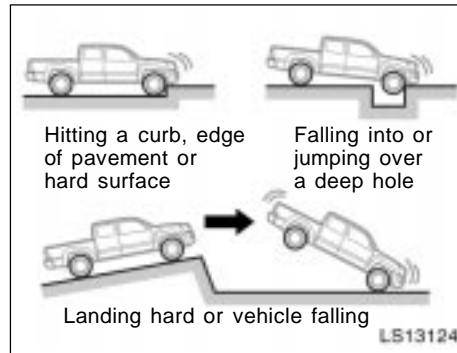 Hitting a curb, edge
of pavement or
hard surface
Falling into or
jumping over
a deep hole
Landing hard or vehicle falling
LS13124